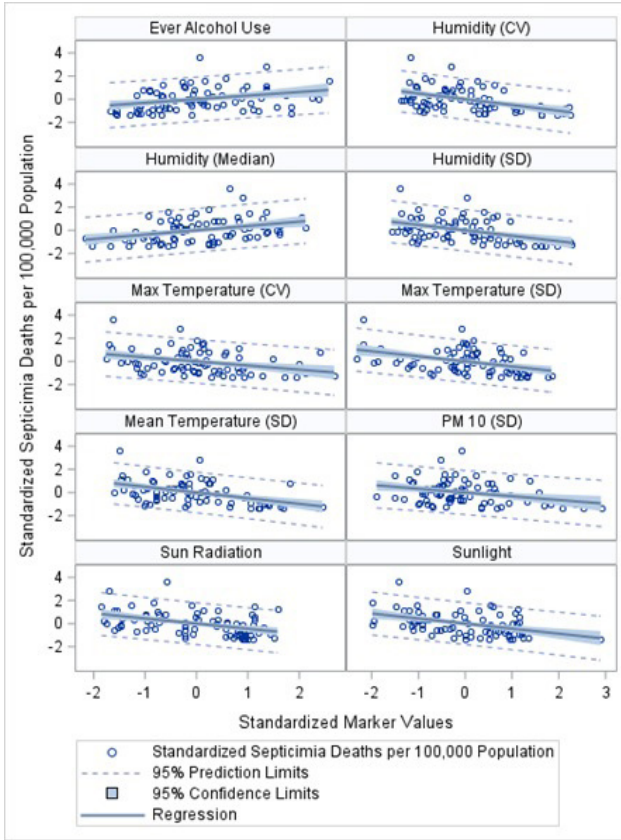 Ever Alcohol Use
Humidity (CV)
4
2
0
-2
Humidity (Median)
Humidity (SD)
4
2
0
-2
Max Temperature (CV)
Max Temperature (SD)
4
2
0
-2
Mean Temperature (SD)
PM 10 (SD)
4
2
0
-2
Sun Radiation
Sunlight
4
2
0
-2
Standardized Septicimia Deaths per 100,000 Population
-2 -1 0 1 2 -2 -1 0 1 2 3
Standardized Marker Values
Standardized Septicimia Deaths per 100,000 Population
95% Prediction Limits
95% Confidence Limits
Regression